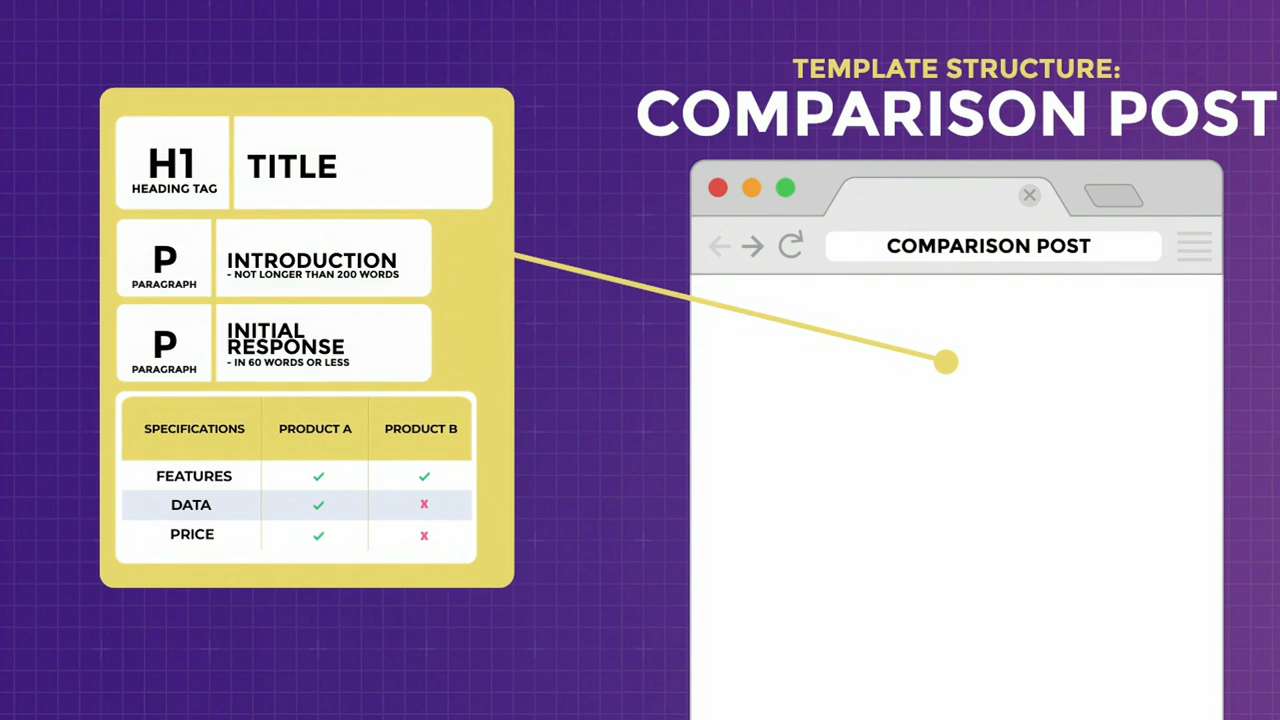 TEMPLATE STRUCTURE:
COMPARISON POST
H1
HEADING TAG
TITLE
P
PARAGRAPH
INTRODUCTION
- NOT LONGER THAN 200 WORDS
P
PARAGRAPH
INITIAL
RESPONSE
- IN 60 WORDS OR LESS
SPECIFICATIONS PRODUCT A PRODUCT B
FEATURES ✓ ✓
DATA ✓ X
PRICE ✓ X
COMPARISON POST